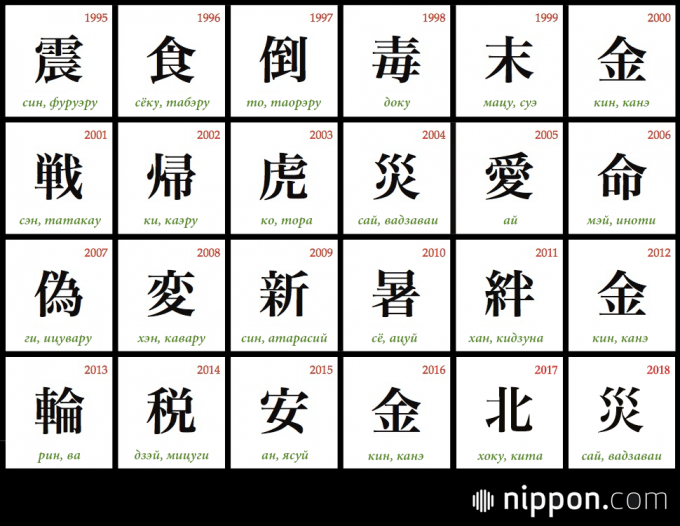 1995
震
син, фуруэру
1996
食
сёку, табэру
1997
倒
то, таорэру
1998
毒
доку
1999
末
мацу, суэ
2000
金
кин, канэ
2001
戦
сэн, татакау
2002
帰
ки, каэру
2003
虎
ко, тора
2004
災
сай, вадзаваи
2005
愛
ай
2006
命
мэй, иноти
2007
偽
ги, ицувару
2008
変
хэн, кавару
2009
新
син, атарасий
2010
暑
сё, ацуй
2011
絆
хан, кидзуна
2012
金
кин, канэ
2013
輪
рин, ва
2014
税
дзэй, мицуги
2015
安
ан, ясуй
2016
金
кин, канэ
2017
北
хоку, кита
2018
災
сай, вадзаваи
nippon.com